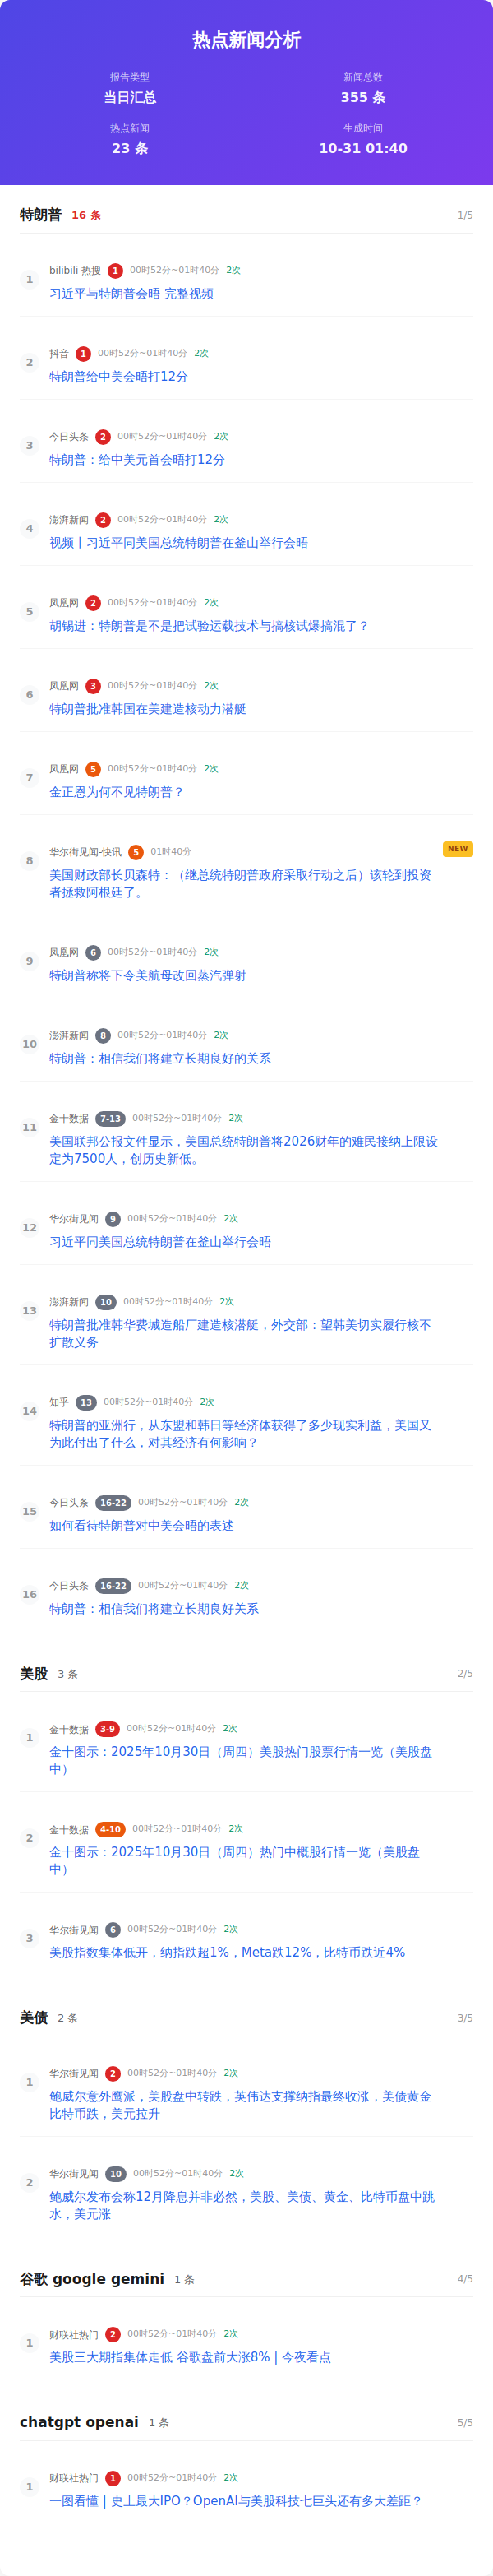 热点新闻分析
报告类型 新闻总数
当日汇总 355 条
热点新闻 生成时间
23 条 10-31 01:40
特朗普 16 条 1/5
bilibili 热搜 1 00时52分~01时40分 2次
1
习近平与特朗普会晤 完整视频
抖音 1 00时52分~01时40分 2次
2
特朗普给中美会晤打12分
今日头条 2 00时52分~01时40分 2次
3
特朗普：给中美元首会晤打12分
澎湃新闻 2 00时52分~01时40分 2次
4
视频丨习近平同美国总统特朗普在釜山举行会晤
凤凰网 2 00时52分~01时40分 2次
5
胡锡进：特朗普是不是把试验运载技术与搞核试爆搞混了？
凤凰网 3 00时52分~01时40分 2次
6
特朗普批准韩国在美建造核动力潜艇
凤凰网 5 00时52分~01时40分 2次
7
金正恩为何不见特朗普？
华尔街见闻-快讯 5 01时40分 NEW
8
美国财政部长贝森特：（继总统特朗普政府采取行动之后）该轮到投资
者拯救阿根廷了。
凤凰网 6 00时52分~01时40分 2次
9
特朗普称将下令美航母改回蒸汽弹射
澎湃新闻 8 00时52分~01时40分 2次
10
特朗普：相信我们将建立长期良好的关系
金十数据 7-13 00时52分~01时40分 2次
11
美国联邦公报文件显示，美国总统特朗普将2026财年的难民接纳上限设
定为7500人，创历史新低。
华尔街见闻 9 00时52分~01时40分 2次
12
习近平同美国总统特朗普在釜山举行会晤
澎湃新闻 10 00时52分~01时40分 2次
13
特朗普批准韩华费城造船厂建造核潜艇，外交部：望韩美切实履行核不
扩散义务
知乎 13 00时52分~01时40分 2次
14
特朗普的亚洲行，从东盟和韩日等经济体获得了多少现实利益，美国又
为此付出了什么，对其经济有何影响？
今日头条 16-22 00时52分~01时40分 2次
15
如何看待特朗普对中美会晤的表述
今日头条 16-22 00时52分~01时40分 2次
16
特朗普：相信我们将建立长期良好关系
美股 3 条 2/5
金十数据 3-9 00时52分~01时40分 2次
1
金十图示：2025年10月30日（周四）美股热门股票行情一览（美股盘
中）
金十数据 4-10 00时52分~01时40分 2次
2
金十图示：2025年10月30日（周四）热门中概股行情一览（美股盘
中）
华尔街见闻 6 00时52分~01时40分 2次
3
美股指数集体低开，纳指跌超1%，Meta跌12%，比特币跌近4%
美债 2 条 3/5
华尔街见闻 2 00时52分~01时40分 2次
1
鲍威尔意外鹰派，美股盘中转跌，英伟达支撑纳指最终收涨，美债黄金
比特币跌，美元拉升
华尔街见闻 10 00时52分~01时40分 2次
2
鲍威尔发布会称12月降息并非必然，美股、美债、黄金、比特币盘中跳
水，美元涨
谷歌 google gemini 1 条 4/5
财联社热门 2 00时52分~01时40分 2次
1
美股三大期指集体走低 谷歌盘前大涨8% | 今夜看点
chatgpt openai 1 条 5/5
财联社热门 1 00时52分~01时40分 2次
1
一图看懂 | 史上最大IPO？OpenAI与美股科技七巨头还有多大差距？